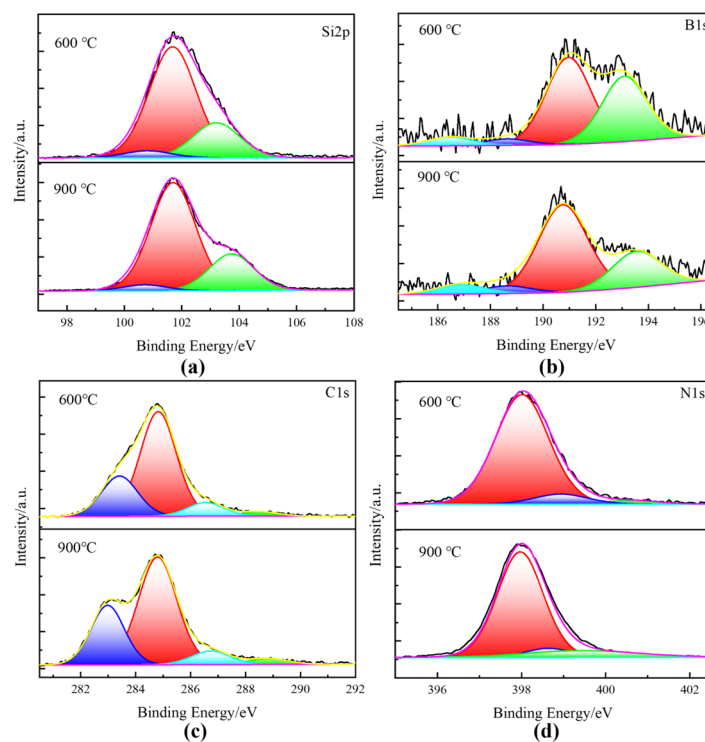 600 °C
Si2p
900 °C
Intensity/a.u.
98 100 102 104 106 108
Binding Energy/eV
(a)
600 °C
B1s
900 °C
Intensity/a.u.
186 188 190 192 194 196
Binding Energy/eV
(b)
600°C
C1s
900°C
Intensity/a.u.
282 284 286 288 290 292
Binding Energy/eV
(c)
600 °C
N1s
900 °C
Intensity/a.u.
396 398 400 402
Binding Energy/eV
(d)